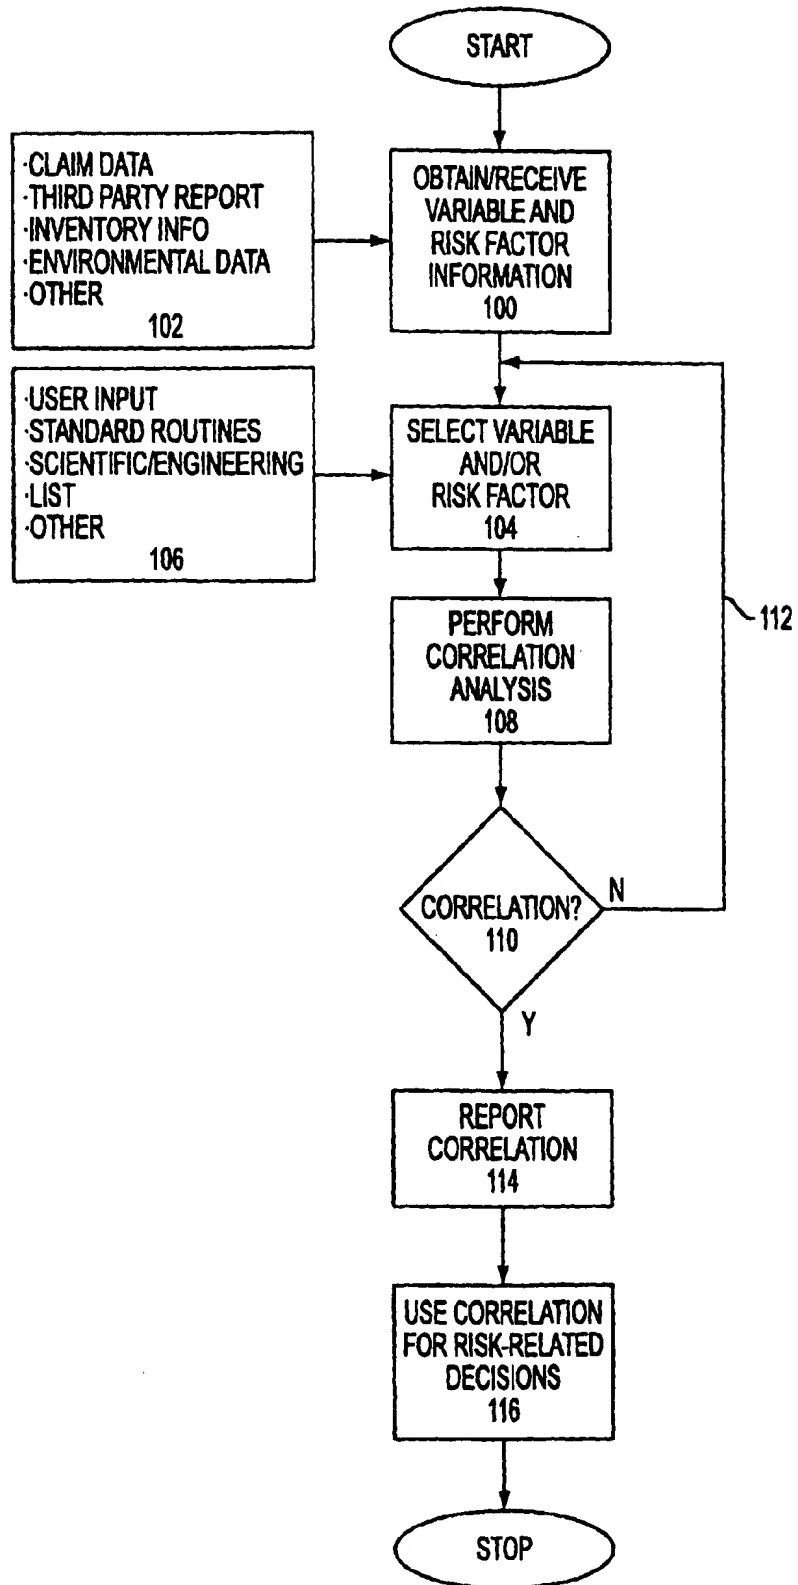 START
·CLAIM DATA
·THIRD PARTY REPORT
·INVENTORY INFO
·ENVIRONMENTAL DATA
·OTHER
102
OBTAIN/RECEIVE
VARIABLE AND
RISK FACTOR
INFORMATION
100
·USER INPUT
·STANDARD ROUTINES
·SCIENTIFIC/ENGINEERING
·LIST
·OTHER
106
SELECT VARIABLE
AND/OR
RISK FACTOR
104
PERFORM
CORRELATION
ANALYSIS
108
112
CORRELATION?
110
N
Y
REPORT
CORRELATION
114
USE CORRELATION
FOR RISK-RELATED
DECISIONS
116
STOP